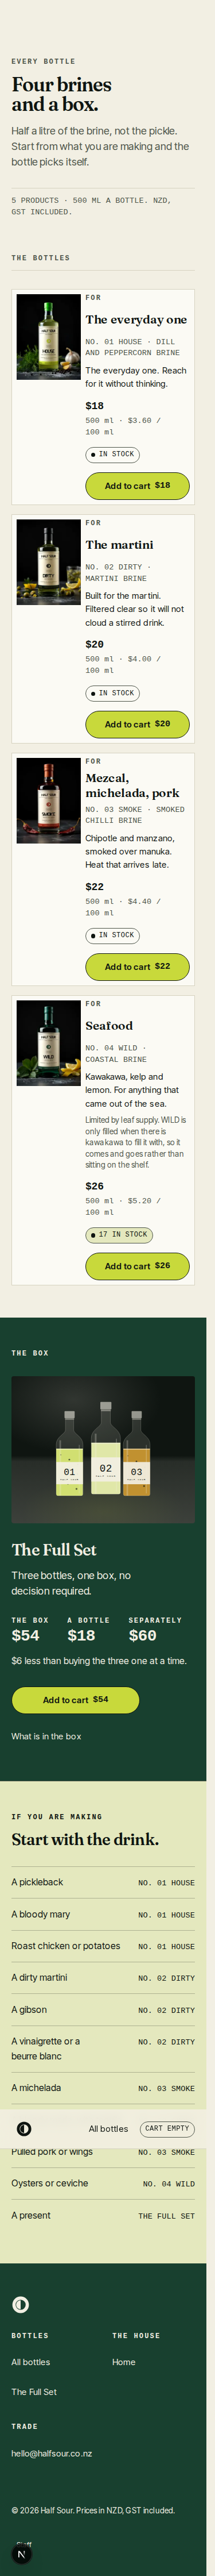 EVERY BOTTLE
Four brines
and a box.
Half a litre of the brine, not the pickle.
Start from what you are making and the
bottle picks itself.
5 PRODUCTS · 500 ML A BOTTLE. NZD,
GST INCLUDED.
THE BOTTLES
FOR
The everyday one
NO. 01 HOUSE · DILL
AND PEPPERCORN BRINE
The everyday one. Reach
for it without thinking.
$18
500 ml · $3.60 /
100 ml
IN STOCK
Add to cart $18
HOUSE
FOR
The martini
NO. 02 DIRTY ·
MARTINI BRINE
Built for the martini.
Filtered clear so it will not
cloud a stirred drink.
$20
500 ml · $4.00 /
100 ml
IN STOCK
Add to cart $20
DIRTY
FOR
Mezcal,
michelada, pork
NO. 03 SMOKE · SMOKED
CHILLI BRINE
Chipotle and manzano,
smoked over manuka.
Heat that arrives late.
$22
500 ml · $4.40 /
100 ml
IN STOCK
Add to cart $22
SMOKE
FOR
Seafood
NO. 04 WILD ·
COASTAL BRINE
Kawakawa, kelp and
lemon. For anything that
came out of the sea.
Limited by leaf supply. WILD is
only filled when there is
kawakawa to fill it with, so it
comes and goes rather than
sitting on the shelf.
$26
500 ml · $5.20 /
100 ml
17 IN STOCK
Add to cart $26
WILD
THE BOX
01
02
03
The Full Set
Three bottles, one box, no
decision required.
THE BOX A BOTTLE SEPARATELY
$54 $18 $60
$6 less than buying the three one at a time.
Add to cart $54
What is in the box
IF YOU ARE MAKING
Start with the drink.
A pickleback NO. 01 HOUSE
A bloody mary NO. 01 HOUSE
Roast chicken or potatoes NO. 01 HOUSE
A dirty martini NO. 02 DIRTY
A gibson NO. 02 DIRTY
A vinaigrette or a NO. 02 DIRTY
beurre blanc
A michelada NO. 03 SMOKE
All bottles CART EMPTY
Pulled pork or wings NO. 03 SMOKE
Oysters or ceviche NO. 04 WILD
A present THE FULL SET
BOTTLES THE HOUSE
All bottles Home
The Full Set
TRADE
hello@halfsour.co.nz
© 2026 Half Sour. Prices in NZD, GST included.
N